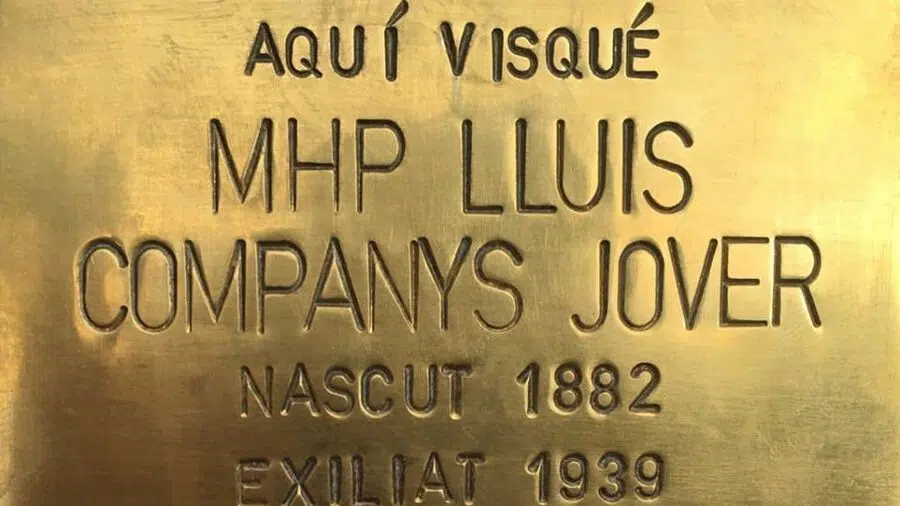 AQUÍ VISQUÉ
MHP LLUIS
COMPANYS JOVER
NASCUT 1882
EXILIAT 1939